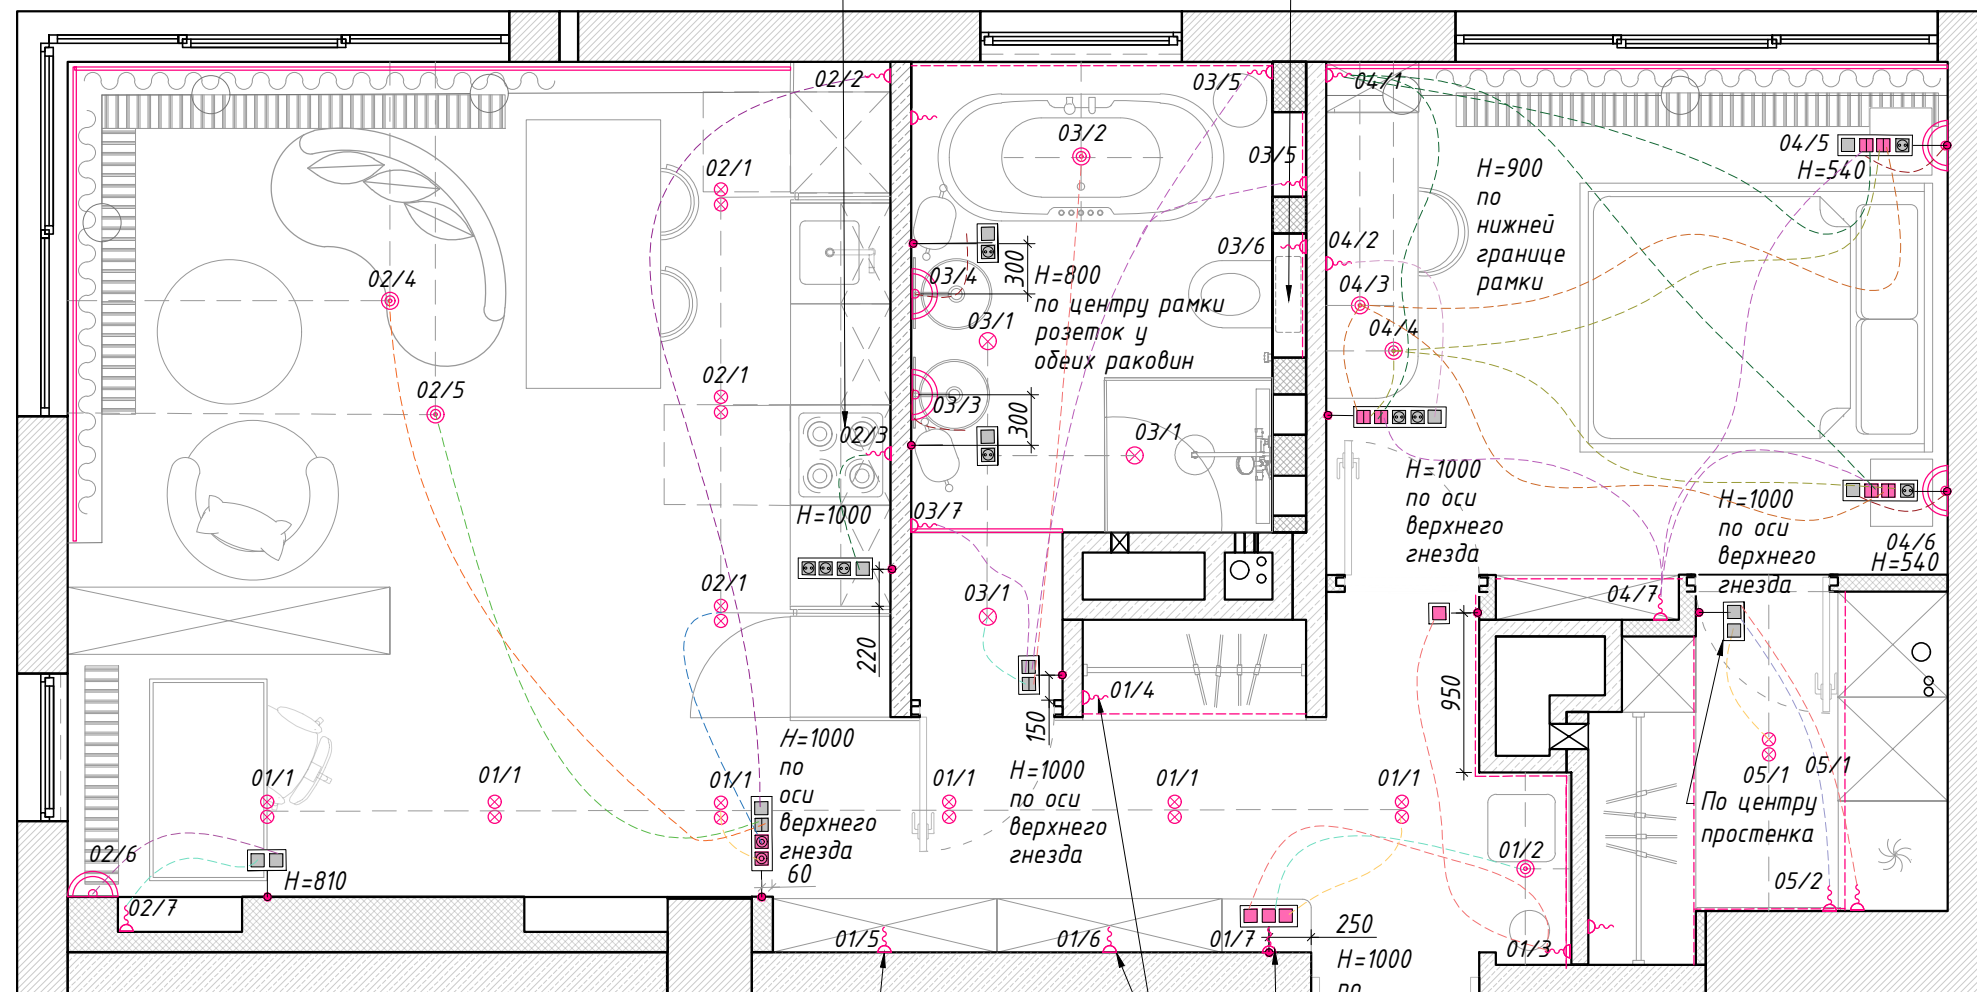 02/2
03/5
04/1
03/2
04/5
H=540
02/1
03/5
H=900
по
нижней
границе
рамки
03/6
04/2
02/4
03/4
300
H=800
по центру рамки
розеток у
обеих раковин
04/3
03/1
04/4
02/5
02/1
03/3
300
02/3
03/1
H=1000
по оси
верхнего
гнезда
H=1000
по оси
верхнего
гнезда
H=1000
03/7
04/6
H=540
02/1
03/1
04/7
220
01/4
150
950
H=1000
по
оси
верхнего
гнезда
60
H=1000
по оси
верхнего
гнезда
01/1
01/1
01/1
01/1
01/1
01/1
05/1
05/1
По центру
простенка
02/6
H=810
01/2
05/2
02/7
01/5
01/6
01/7
250
01/3
H=1000
по